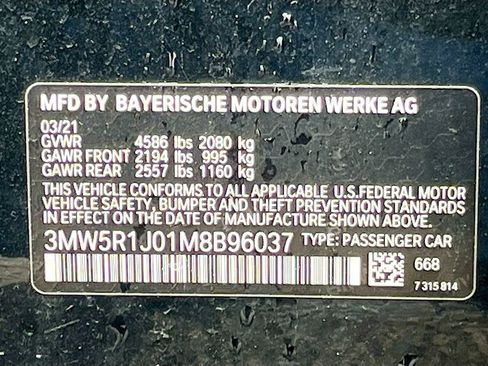 MFD BY BAYERISCHE MOTOREN WERKE AG
03/21
GVWR 4586 lbs 2080 kg
GAWR FRONT 2194 lbs 995 kg
GAWR REAR 2557 lbs 1160 kg
THIS VEHICLE CONFORMS TO ALL APPLICABLE U.S.FEDERAL MOTOR
VEHICLE SAFETY, BUMPER AND THEFT PREVENTION STANDARDS
IN EFFECT ON THE DATE OF MANUFACTURE SHOWN ABOVE.
3MW5R1J01M8B96037 TYPE: PASSENGER CAR
668
7 315 814